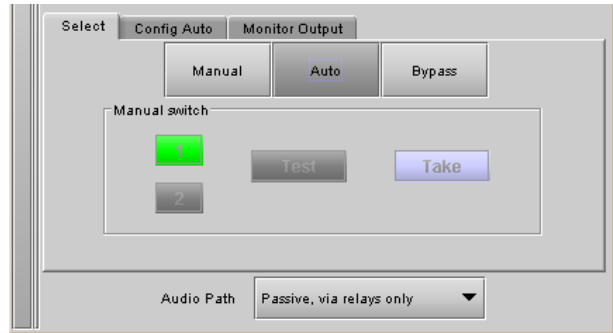 Select Config Auto Monitor Output
Manual Auto Bypass
Manual switch
1 Test Take
2
Audio Path Passive, via relays only